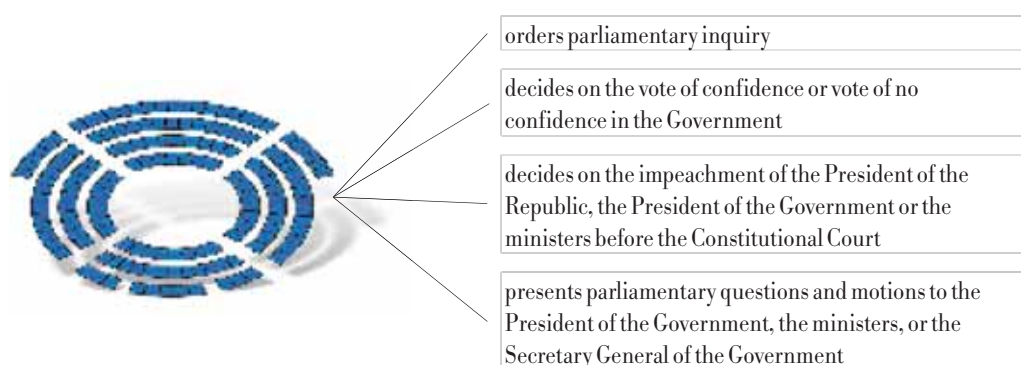 orders parliamentary inquiry
decides on the vote of confidence or vote of no
confidence in the Government
decides on the impeachment of the President of the
Republic, the President of the Government or the
ministers before the Constitutional Court
presents parliamentary questions and motions to the
President of the Government, the ministers, or the
Secretary General of the Government